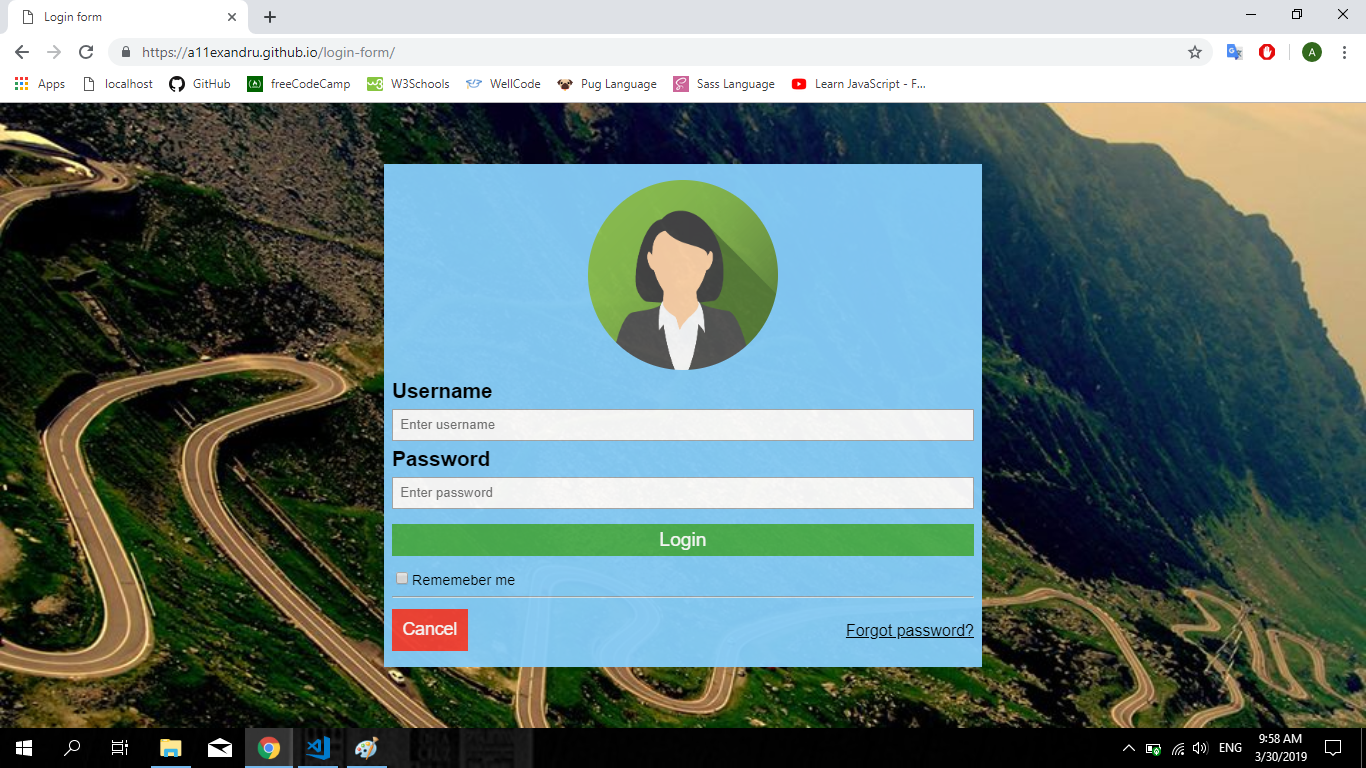 Login form
https://a11exandru.github.io/login-form/
A
Apps localhost GitHub freeCodeCamp W3Schools WellCode Pug Language Sass Language Learn JavaScript - F...
Username
Enter username
Password
Enter password
Login
Rememeber me
Cancel
Forgot password?
ENG
9:58 AM
3/30/2019